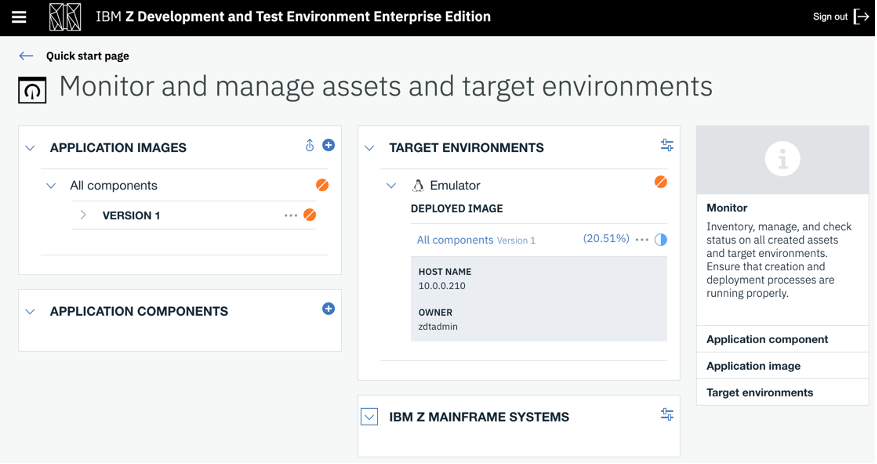 IBM Z Development and Test Environment Enterprise Edition
Sign out
Quick start page
Monitor and manage assets and target environments
APPLICATION IMAGES
All components
VERSION 1
APPLICATION COMPONENTS
TARGET ENVIRONMENTS
Emulator
DEPLOYED IMAGE
All components Version 1 (20.51%)
HOST NAME
10.0.0.210
OWNER
zdtadmin
IBM Z MAINFRAME SYSTEMS
Monitor
Inventory, manage, and check
status on all created assets
and target environments.
Ensure that creation and
deployment processes are
running properly.
Application component
Application image
Target environments